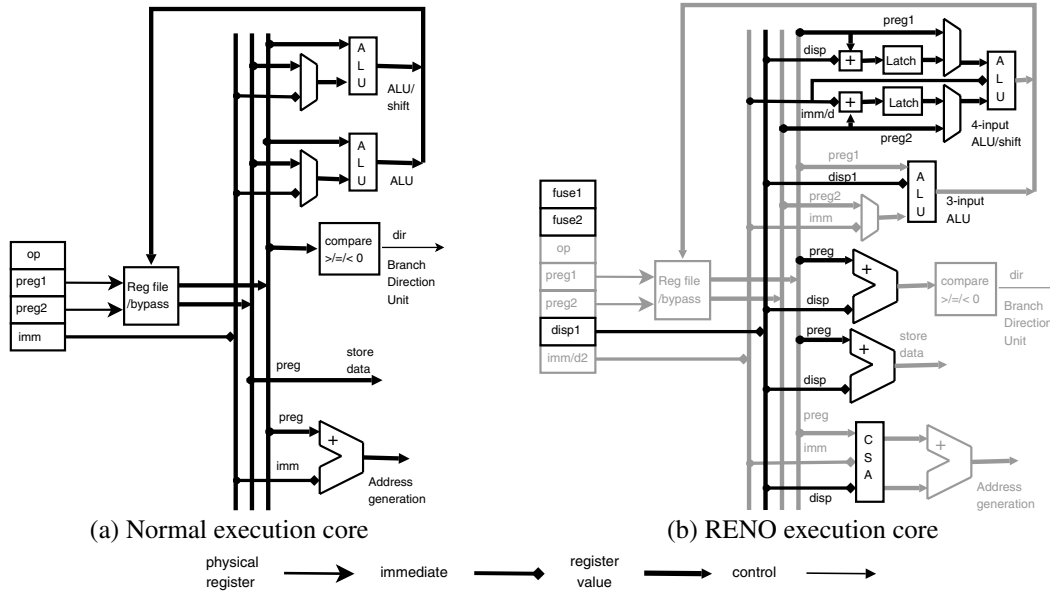 A
L
U
ALU/
shift
A
L
U
ALU
op
preg1
preg2
imm
Reg file
/bypass
compare
>/=/< 0
dir
Branch
Direction
Unit
preg
store
data
preg
+
imm
Address
generation
(a) Normal execution core
preg1
disp
+
Latch
A
L
U
imm/d
+
Latch
preg2
4-input
ALU/shift
preg1
disp1
preg2
imm
A
L
U
3-input
ALU
fuse1
fuse2
op
preg1
preg2
disp1
imm/d2
Reg file
/bypass
preg
+
disp
compare
>/=/< 0
dir
Branch
Direction
Unit
preg
+
disp
store
data
preg
imm
disp
C
S
A
+
Address
generation
(b) RENO execution core
physical
register
immediate
register
value
control